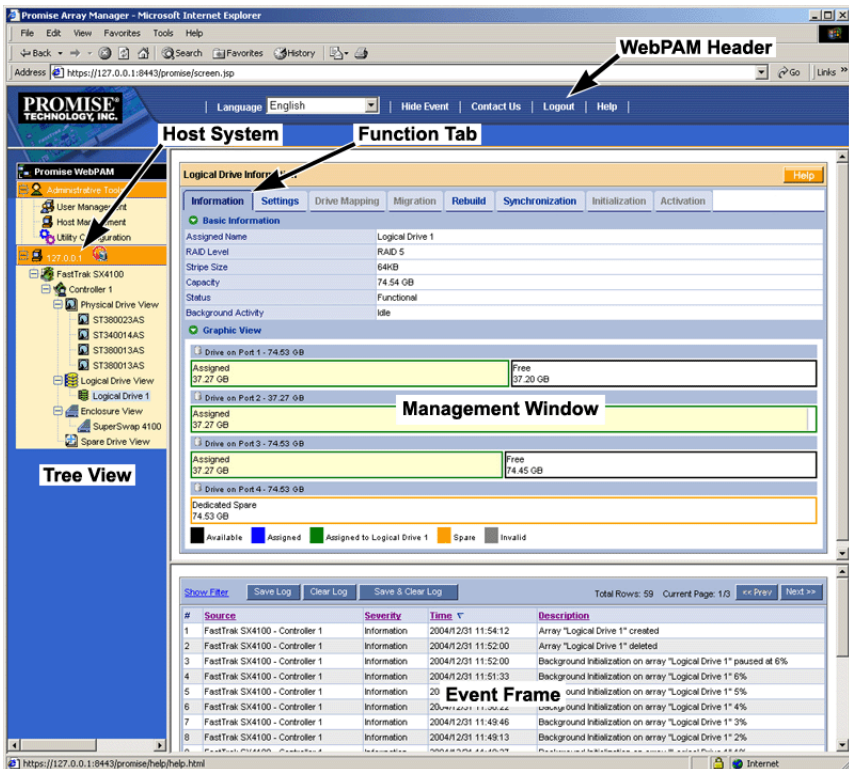 Promise Array Manager - Microsoft Internet Explorer
File Edit View Favorites Tools Help
Back Search Favorites History
Address https://127.0.0.1:8443/promise/screen.jsp Go Links »
WebPAM Header
PROMISE®
TECHNOLOGY, INC.
Language English | Hide Event | Contact Us | Logout | Help |
Host System
Function Tab
Promise WebPAM
Administrative Tools
User Management
Host Management
Utility Configuration
127.0.0.1
FastTrak SX4100
Controller 1
Physical Drive View
ST380023AS
ST340014AS
ST380013AS
ST380013AS
Logical Drive View
Logical Drive 1
Enclosure View
SuperSwap 4100
Spare Drive View
Tree View
Logical Drive Information Help
Information Settings Drive Mapping Migration Rebuild Synchronization Initialization Activation
Basic Information
Assigned Name Logical Drive 1
RAID Level RAID 5
Stripe Size 64KB
Capacity 74.54 GB
Status Functional
Background Activity Idle
Graphic View
Drive on Port 1 - 74.53 GB
Assigned Free
37.27 GB 37.20 GB
Drive on Port 2 - 37.27 GB
Assigned
37.27 GB
Management Window
Drive on Port 3 - 74.53 GB
Assigned Free
37.27 GB 74.45 GB
Drive on Port 4 - 74.53 GB
Dedicated Spare
74.53 GB
Available Assigned Assigned to Logical Drive 1 Spare Invalid
Show Filter Save Log Clear Log Save & Clear Log Total Rows: 59 Current Page: 1/3 << Prev Next >>
# Source Severity Time Description
1 FastTrak SX4100 - Controller 1 Information 2004/12/31 11:54:12 Array "Logical Drive 1" created
2 FastTrak SX4100 - Controller 1 Information 2004/12/31 11:52:00 Array "Logical Drive 1" deleted
3 FastTrak SX4100 - Controller 1 Information 2004/12/31 11:52:00 Background Initialization on array "Logical Drive 1" paused at 6%
4 FastTrak SX4100 - Controller 1 Information 2004/12/31 11:51:33 Background Initialization on array "Logical Drive 1" 6%
5 FastTrak SX4100 - Controller 1 Information Initialization on array "Logical Drive 1" 5%
Event Frame
6 FastTrak SX4100 - Controller 1 Information 2004/12/31 11:50:22 Background Initialization on array "Logical Drive 1" 4%
7 FastTrak SX4100 - Controller 1 Information 2004/12/31 11:49:46 Background Initialization on array "Logical Drive 1" 3%
8 FastTrak SX4100 - Controller 1 Information 2004/12/31 11:49:13 Background Initialization on array "Logical Drive 1" 2%
https://127.0.0.1:8443/promise/help/help.html Internet